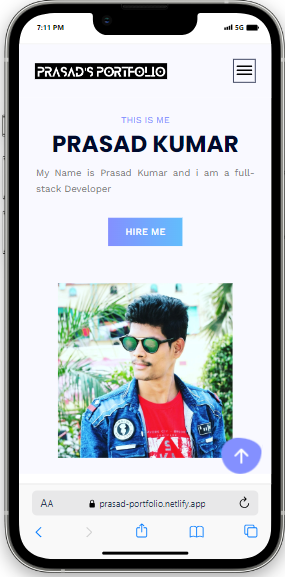 7:11 PM
5G
PRASAD'S PORTFOLIO
THIS IS ME
PRASAD KUMAR
My Name is Prasad Kumar and i am a full-
stack Developer
HIRE ME
AA
prasad-portfolio.netlify.app